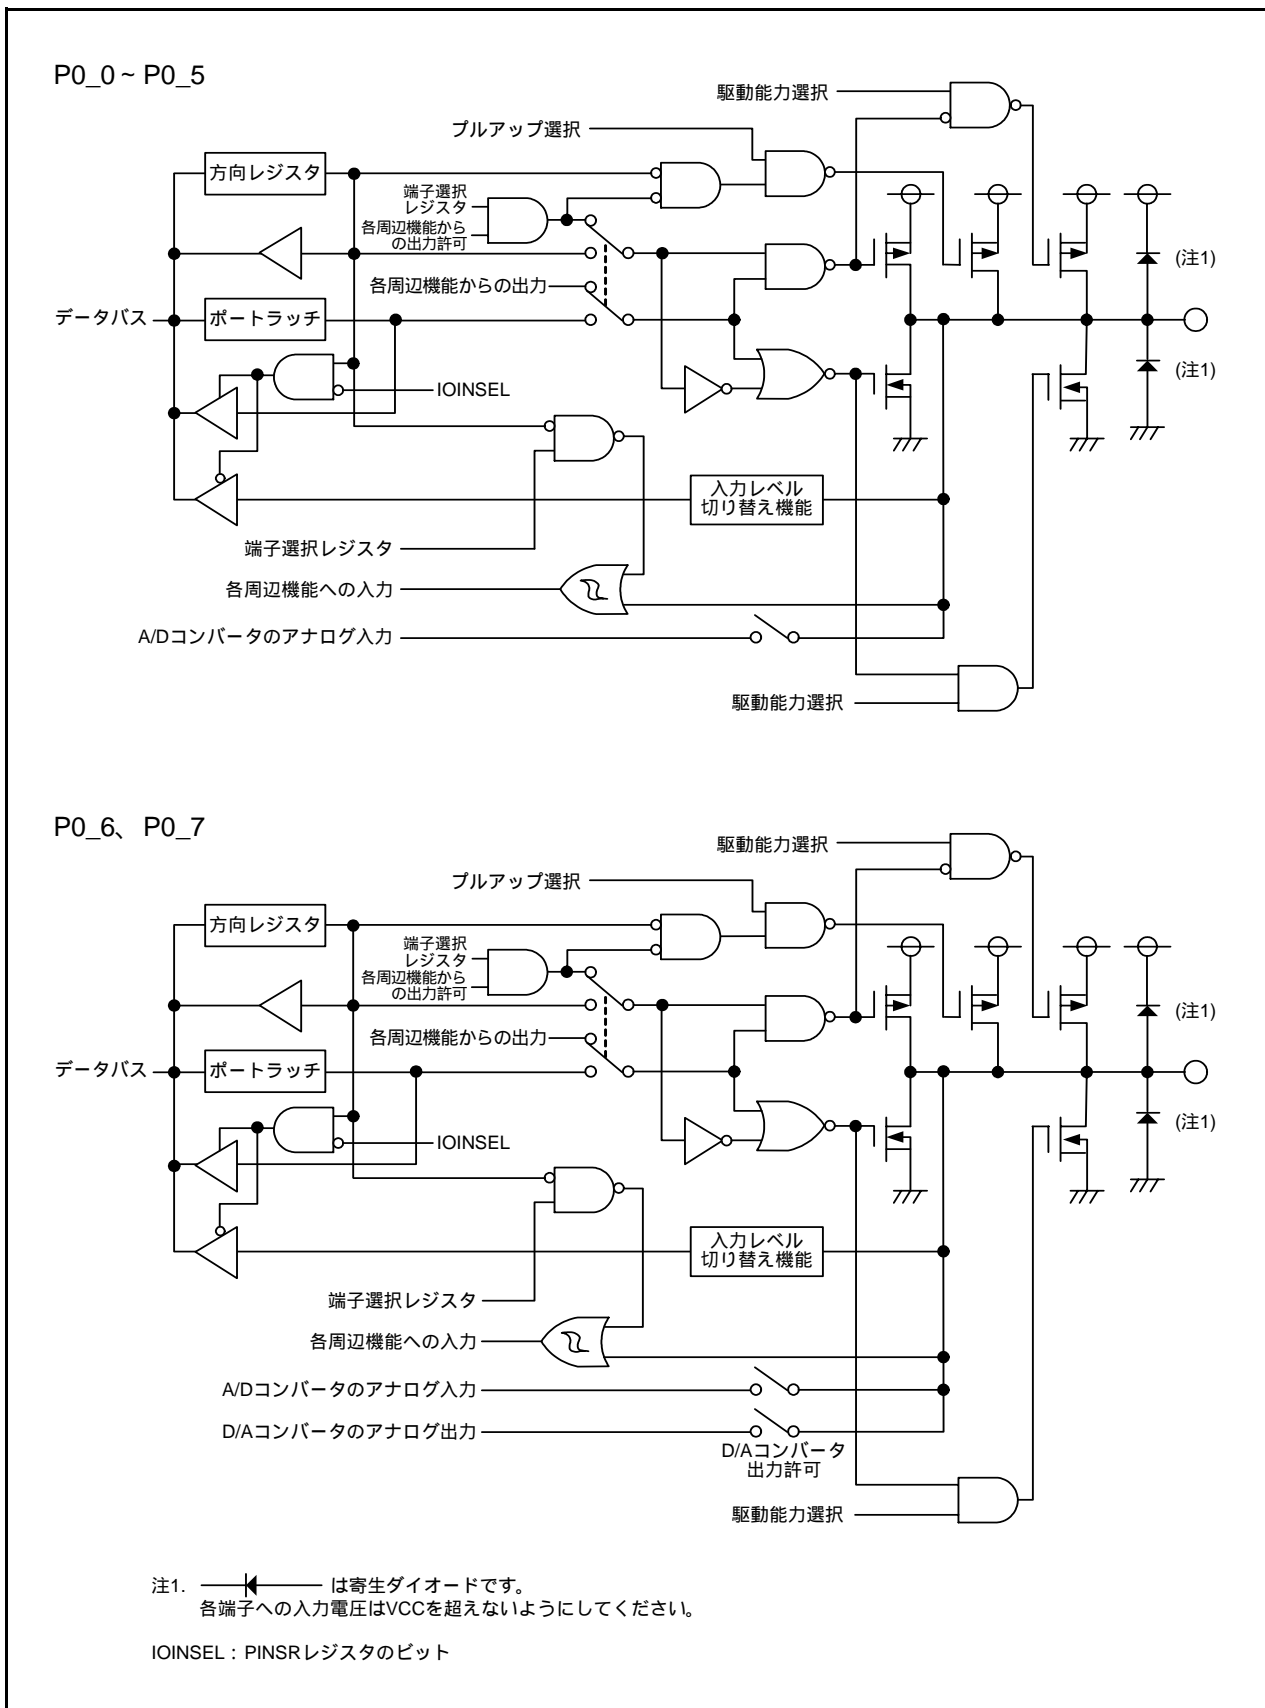 P0_0 ~ P0_5
駆動能力選択
プルアップ選択
方向レジスタ
端子選択
レジスタ
各周辺機能から
の出力許可
(注1)
各周辺機能からの出力
データバス
ポートラッチ
(注1)
IOINSEL
入力レベル
切り替え機能
端子選択レジスタ
各周辺機能への入力
A/Dコンバータのアナログ入力
駆動能力選択
P0_6、P0_7
駆動能力選択
プルアップ選択
方向レジスタ
端子選択
レジスタ
各周辺機能から
の出力許可
(注1)
各周辺機能からの出力
データバス
ポートラッチ
(注1)
IOINSEL
入力レベル
切り替え機能
端子選択レジスタ
各周辺機能への入力
A/Dコンバータのアナログ入力
D/Aコンバータのアナログ出力
D/Aコンバータ
出力許可
駆動能力選択
注1. は寄生ダイオードです。
各端子への入力電圧はVCCを超えないようにしてください。
IOINSEL : PINSRレジスタのビット